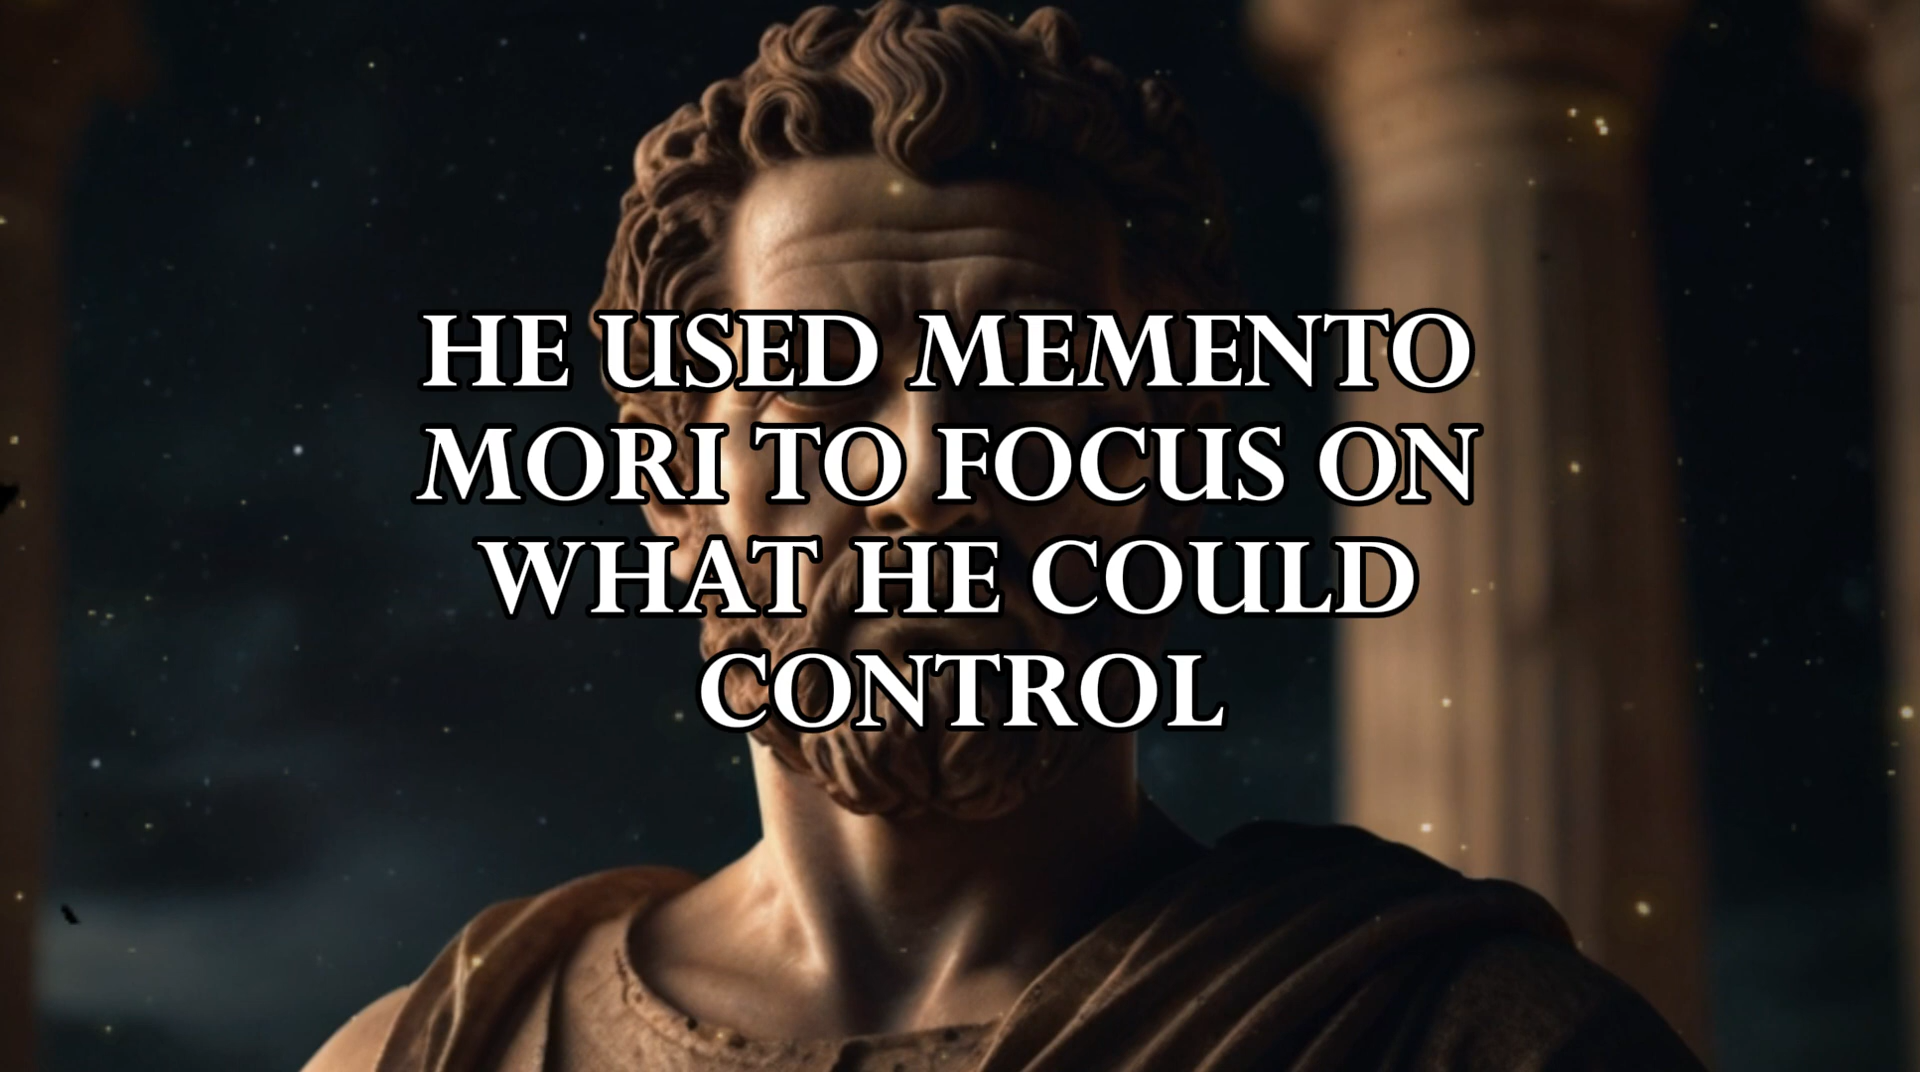 HE USED MEMENTO
MORI TO FOCUS ON
WHAT HE COULD
CONTROL